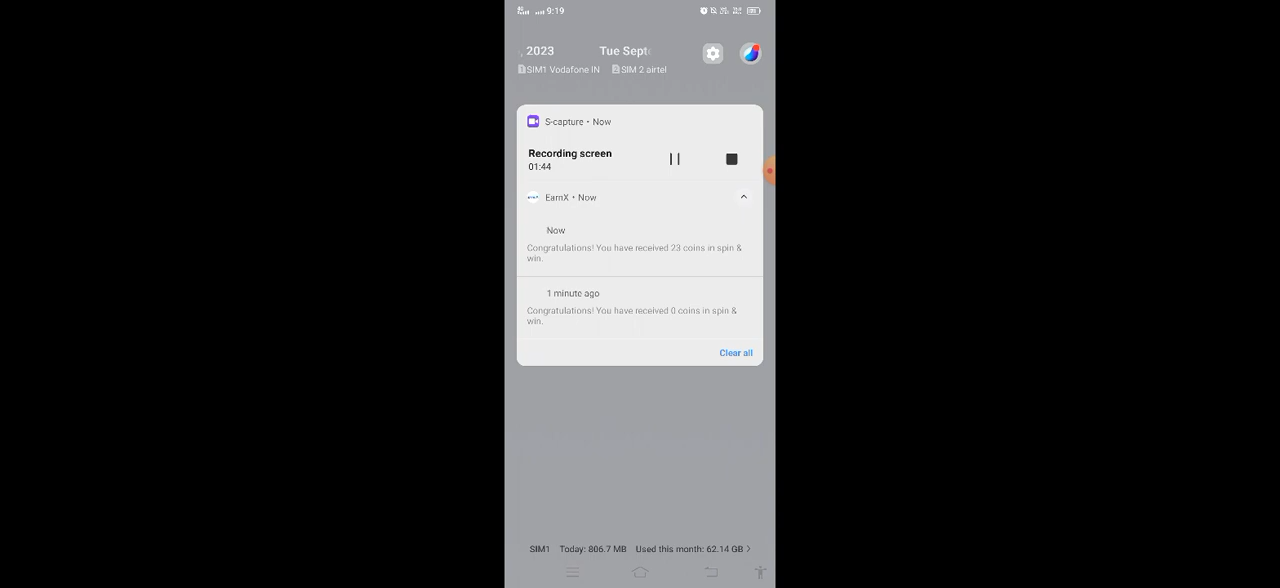 9:19
, 2023 Tue Sept
SIM1 Vodafone IN SIM 2 airtel
S-capture • Now
Recording screen
01:44
EarnX • Now
Now
Congratulations! You have received 23 coins in spin &
win.
1 minute ago
Congratulations! You have received 0 coins in spin &
win.
Clear all
SIM1 Today: 806.7 MB Used this month: 62.14 GB